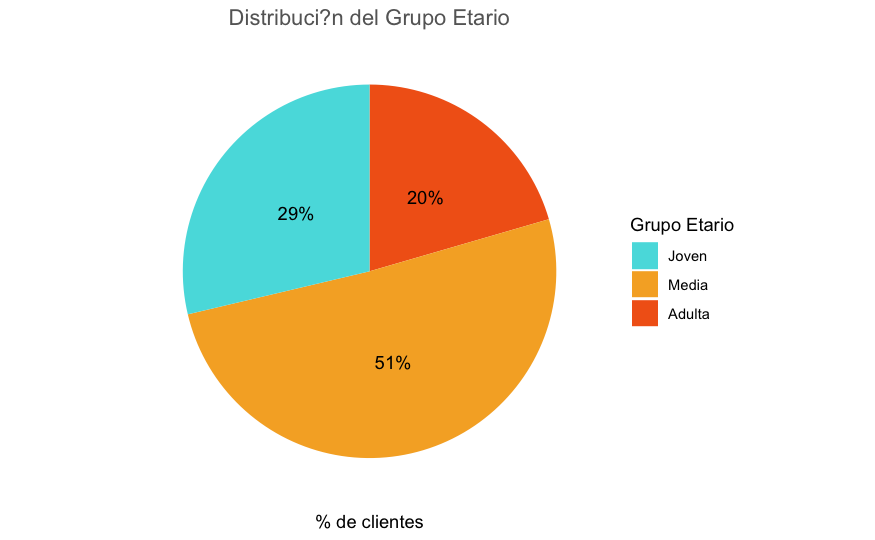 Distribuci?n del Grupo Etario
29%
20%
51%
Grupo Etario
Joven
Media
Adulta
% de clientes